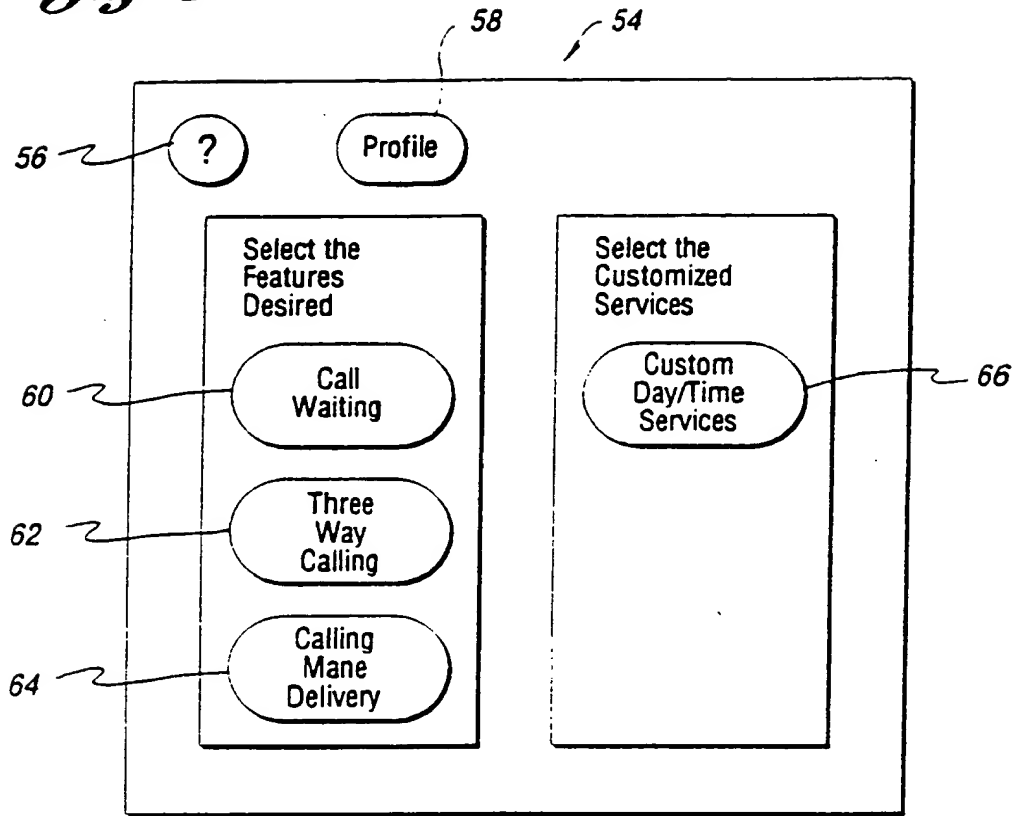 58
54
56
?
Profile
Select the
Features
Desired
Select the
Customized
Services
60
Call
Waiting
Custom
Day/Time
Services
66
62
Three
Way
Calling
64
Calling
Mane
Delivery